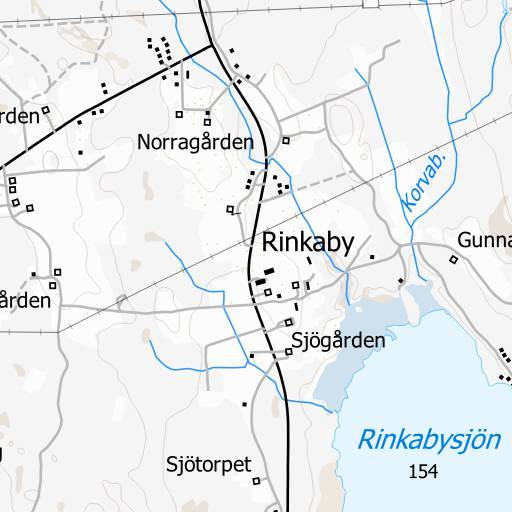 rden
Norragården
Korvab.
Rinkaby
Gunna
gården
Sjögården
Rinkabysjön
Sjötorpet
154